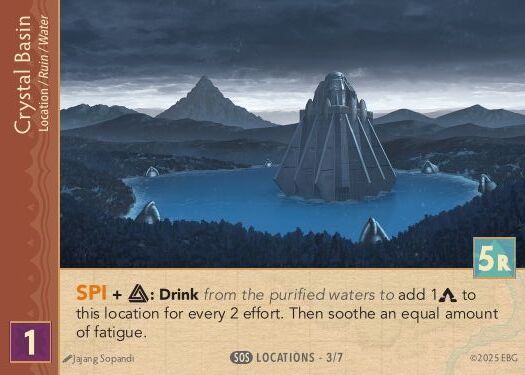 Crystal Basin
Location / Ruin / Water
5R
SPI + : Drink from the purified waters to add 1 to
this location for every 2 effort. Then soothe an equal amount
of fatigue.
1
Jajang Sopandi
SOS LOCATIONS - 3/7
©2025 EBG